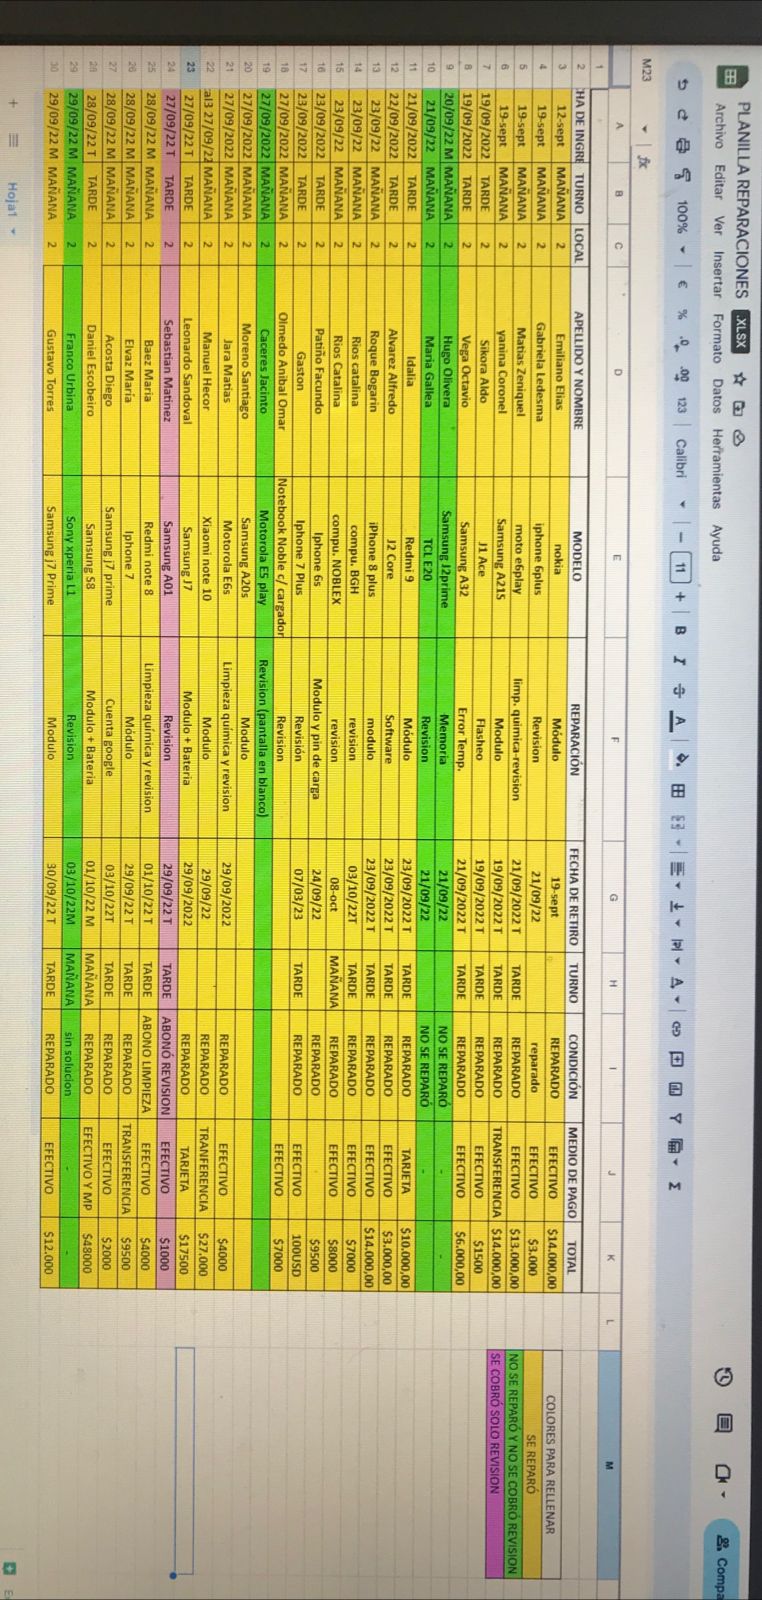 PLANILLA REPARACIONES .XLSX
Archivo Editar Ver Insertar Formato Datos Herramientas Ayuda
Compa
100% € % .0 .00 123 Calibri 11 B I S A Σ
M23 fx
A B C D E F G H I J K L M
1
2 HA DE INGRE TURNO LOCAL APELLIDO Y NOMBRE MODELO REPARACIÓN FECHA DE RETIRO TURNO CONDICIÓN MEDIO DE PAGO TOTAL
3 12-sept MAÑANA 2 Emiliano Elias nokia Módulo 19-sept REPARADO EFECTIVO $14.000,00 COLORES PARA RELLENAR
4 19-sept MAÑANA 2 Gabriela Ledesma iphone 6plus Revision 21/09/22 reparado EFECTIVO $3.000 SE REPARÓ
5 19-sept MAÑANA 2 Matias Zeniquel moto e6play limp. quimica-revision 21/09/2022 T TARDE REPARADO EFECTIVO $13.000,00 NO SE REPARÓ Y NO SE COBRÓ REVISION
6 19-sept MAÑANA 2 yanina Coronel Samsung A21S Modulo 19/09/2022 T TARDE REPARADO TRANSFERENCIA $14.000,00 SE COBRÓ SOLO REVISION
7 19/09/2022 TARDE 2 Sikora Aldo J1 Ace Flasheo 19/09/2022 T TARDE REPARADO EFECTIVO $1500
8 19/09/2022 TARDE 2 Vega Octavio Samsung A32 Error Temp. 21/09/2022 T TARDE REPARADO EFECTIVO $6.000,00
9 20/09/22 M MAÑANA 2 Hugo Olivera Samsung J2prime Memoria 21/09/22 NO SE REPARÓ - -
10 21/09/22 MAÑANA 2 Maria Gallea TCL E20 Revision 21/09/22 NO SE REPARÓ -
11 21/09/2022 TARDE 2 Idalia Redmi 9 Módulo 23/09/2022 T TARDE REPARADO TARJETA $10.000,00
12 22/09/2022 TARDE 2 Alvarez Alfredo J2 Core Software 23/09/2022 T TARDE REPARADO EFECTIVO $3.000,00
13 23/09/22 MAÑANA 2 Roque Bogarin iPhone 8 plus modulo 23/09/2022 T TARDE REPARADO EFECTIVO $14.000,00
14 23/09/22 MAÑANA 2 Rios catalina compu. BGH revision 03/10/22T TARDE REPARADO EFECTIVO $7000
15 23/09/22 MAÑANA 2 Rios Catalina compu. NOBLEX revision 08-oct MAÑANA REPARADO EFECTIVO $8000
16 23/09/2022 TARDE 2 Patiño Facundo Iphone 6s Modulo y pin de carga 24/09/22 REPARADO $9500
17 23/09/2022 TARDE 2 Gaston Iphone 7 Plus Revisión 07/03/23 TARDE REPARADO EFECTIVO 100USD
18 27/09/2022 MAÑANA 2 Olmedo Anibal Omar Notebook Noble c/ cargador Revision EFECTIVO $7000
19 27/09/2022 MAÑANA 2 Caceres Jacinto Motorola E5 play Revision (pantalla en blanco)
20 27/09/2022 MAÑANA 2 Moreno Santiago Samsung A20s Modulo
21 27/09/2022 MAÑANA 2 Jara Matias Motorola E6s Limpieza química y revision 29/09/2022 REPARADO EFECTIVO $4000
22 al3 27/09/22 MAÑANA 2 Manuel Hecor Xiaomi note 10 Modulo 29/09/22 REPARADO TRANFERENCIA $27.000
23 27/09/22 T TARDE 2 Leonardo Sandoval Samsung J7 Modulo + Bateria 29/09/2022 REPARADO TARJETA $17500
24 27/09/22 T TARDE 2 Sebastian Matinez Samsung A01 Revision 29/09/22 T TARDE ABONÓ REVISION EFECTIVO $1000
25 28/09/22 M MAÑANA 2 Baez Maria Redmi note 8 Limpieza química y revision 01/10/22 T TARDE ABONO LIMPIEZA EFECTIVO $4000
26 28/09/22 M MAÑANA 2 Elvaz María Iphone 7 Módulo 29/09/22 T TARDE REPARADO TRANSFERENCIA $9500
27 28/09/22 M MAÑANA 2 Acosta Diego Samsung j7 prime Cuenta google 03/10/22T TARDE REPARADO EFECTIVO $2000
28 28/09/22 T TARDE 2 Daniel Escobeiro Samsung S8 Modulo + Bateria 01/10/22 M MAÑANA REPARADO EFECTIVO Y MP $48000
29 29/09/22 M MAÑANA 2 Franco Urbina Sony xperia L1 Revision 03/10/22M MAÑANA sin solucion - -
30 29/09/22 M MAÑANA 2 Gustavo Torres Samsung j7 Prime Modulo 30/09/22 T TARDE REPARADO EFECTIVO $12.000
Hoja1